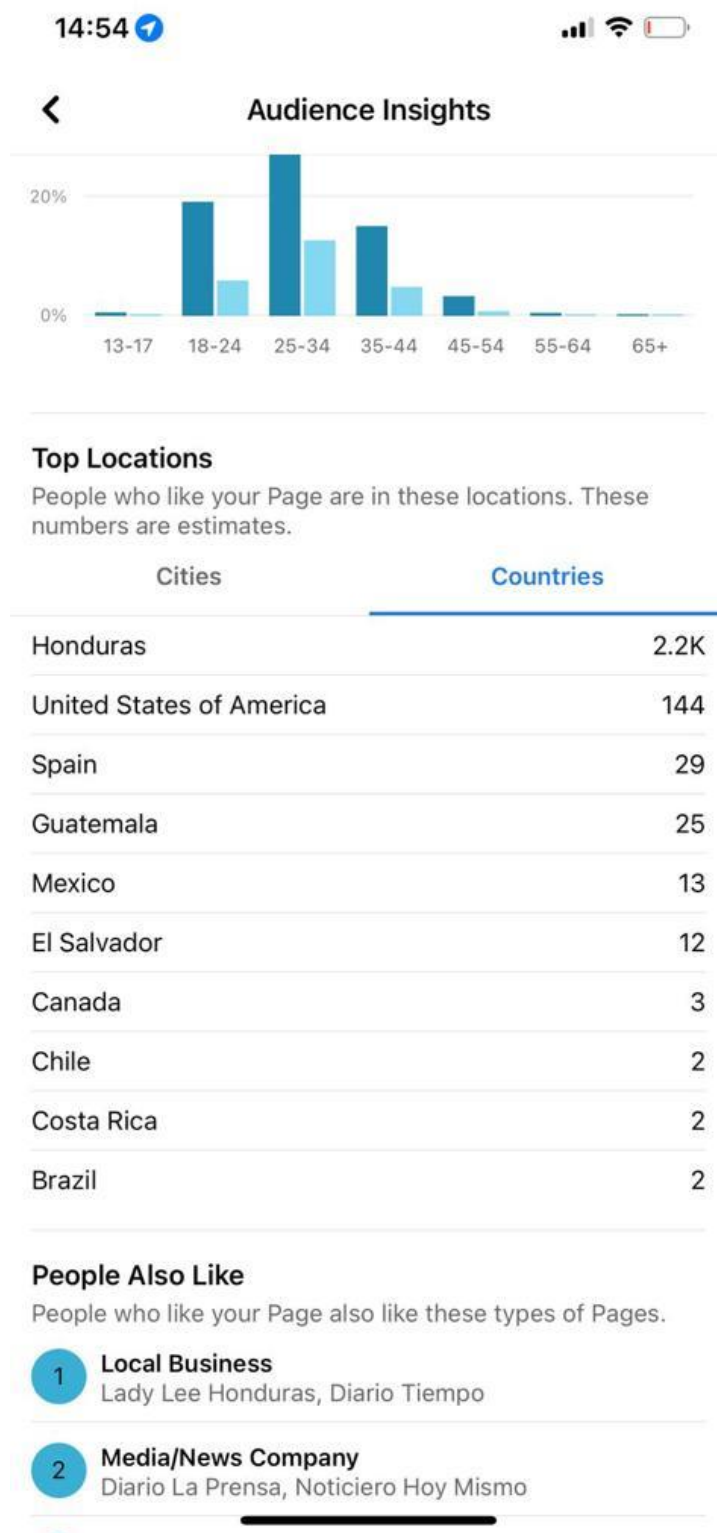 14:54
Audience Insights
20%
0%
13-17 18-24 25-34 35-44 45-54 55-64 65+
Top Locations
People who like your Page are in these locations. These
numbers are estimates.
Cities Countries
Honduras 2.2K
United States of America 144
Spain 29
Guatemala 25
Mexico 13
El Salvador 12
Canada 3
Chile 2
Costa Rica 2
Brazil 2
People Also Like
People who like your Page also like these types of Pages.
1 Local Business
Lady Lee Honduras, Diario Tiempo
2 Media/News Company
Diario La Prensa, Noticiero Hoy Mismo